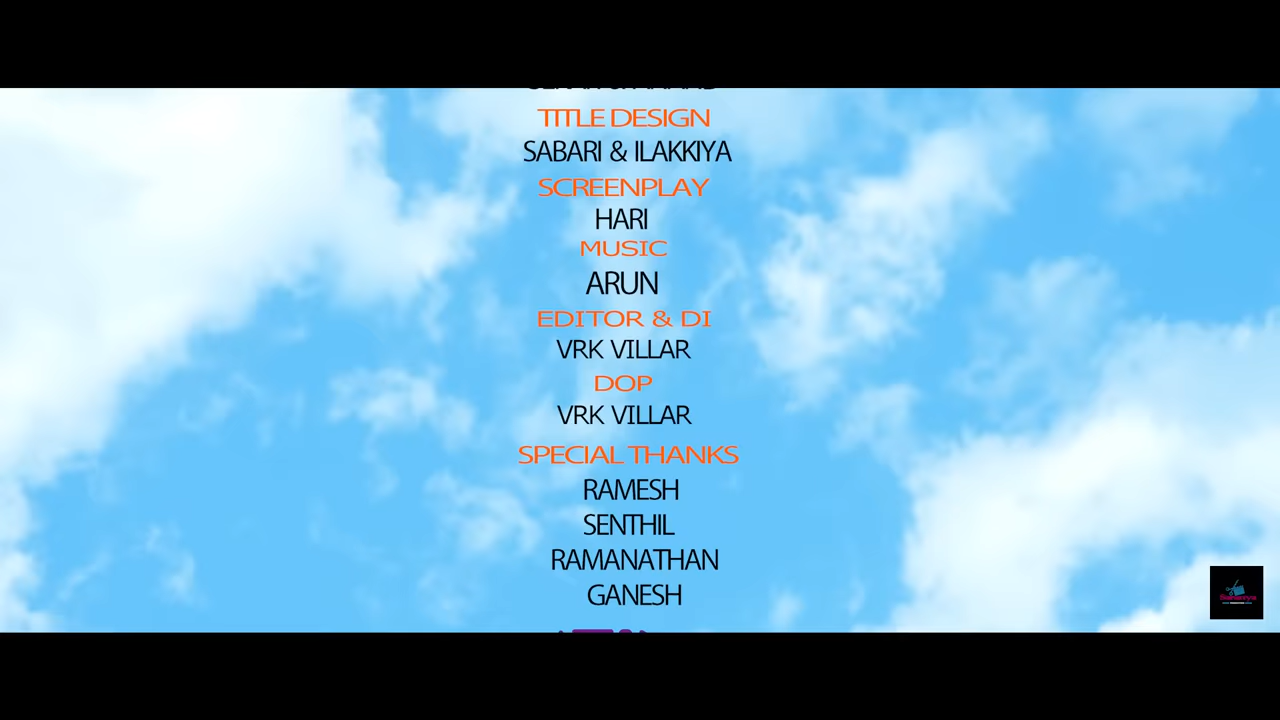 TITLE DESIGN
SABARI & ILAKKIYA
SCREENPLAY
HARI
MUSIC
ARUN
EDITOR & DI
VRK VILLAR
DOP
VRK VILLAR
SPECIAL THANKS
RAMESH
SENTHIL
RAMANATHAN
GANESH